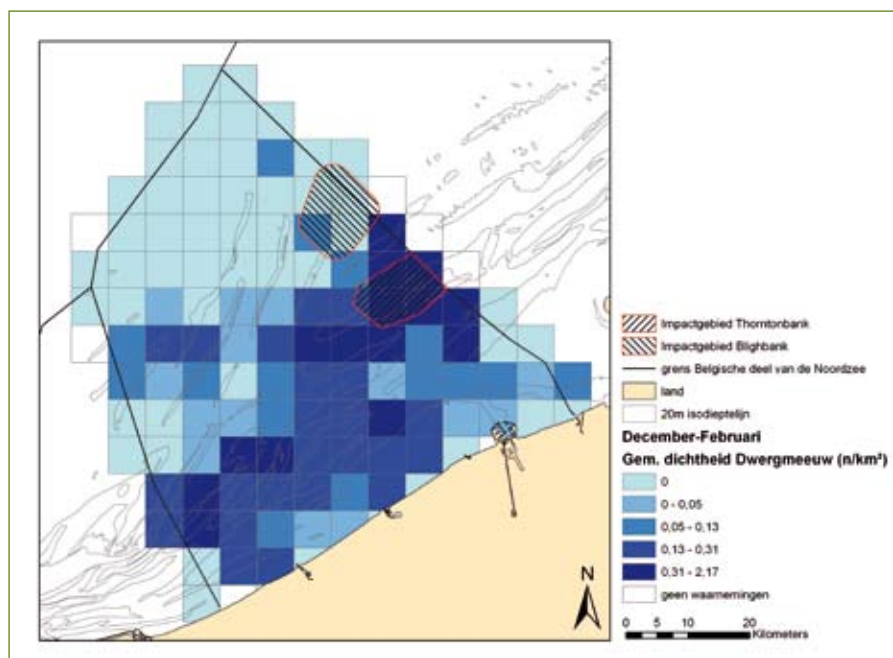 Impactgebied Thorntonbank
Impactgebied Blighbank
grens Belgische deel van de Noordzee
land
20m isodieptelijn
December-Februari
Gem. dichtheid Dwergmeeuw (n/km²)
0
0 - 0,05
0,05 - 0,13
0,13 - 0,31
0,31 - 2,17
geen waarnemingen
N
0 5 10 20
Kilometers